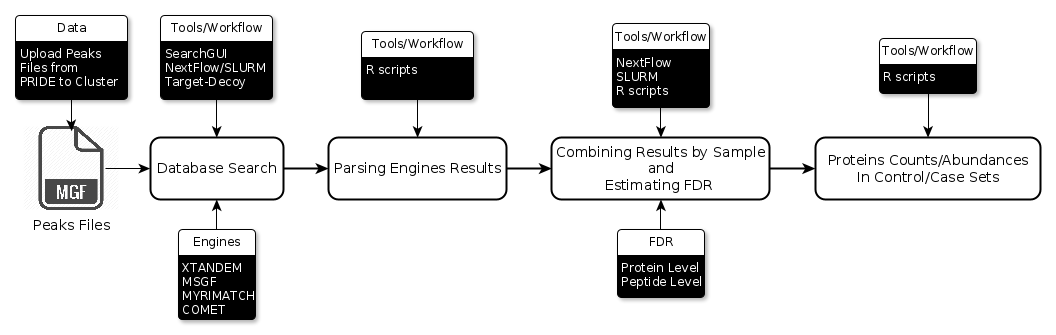 Data
Upload Peaks
Files from
PRIDE to Cluster
Tools/Workflow
SearchGUI
NextFlow/SLURM
Target-Decoy
Tools/Workflow
R scripts
Tools/Workflow
NextFlow
SLURM
R scripts
Tools/Workflow
R scripts
MGF
Peaks Files
Database Search
Parsing Engines Results
Combining Results by Sample
and
Estimating FDR
Proteins Counts/Abundances
In Control/Case Sets
Engines
XTANDEM
MSGF
MYRIMATCH
COMET
FDR
Protein Level
Peptide Level